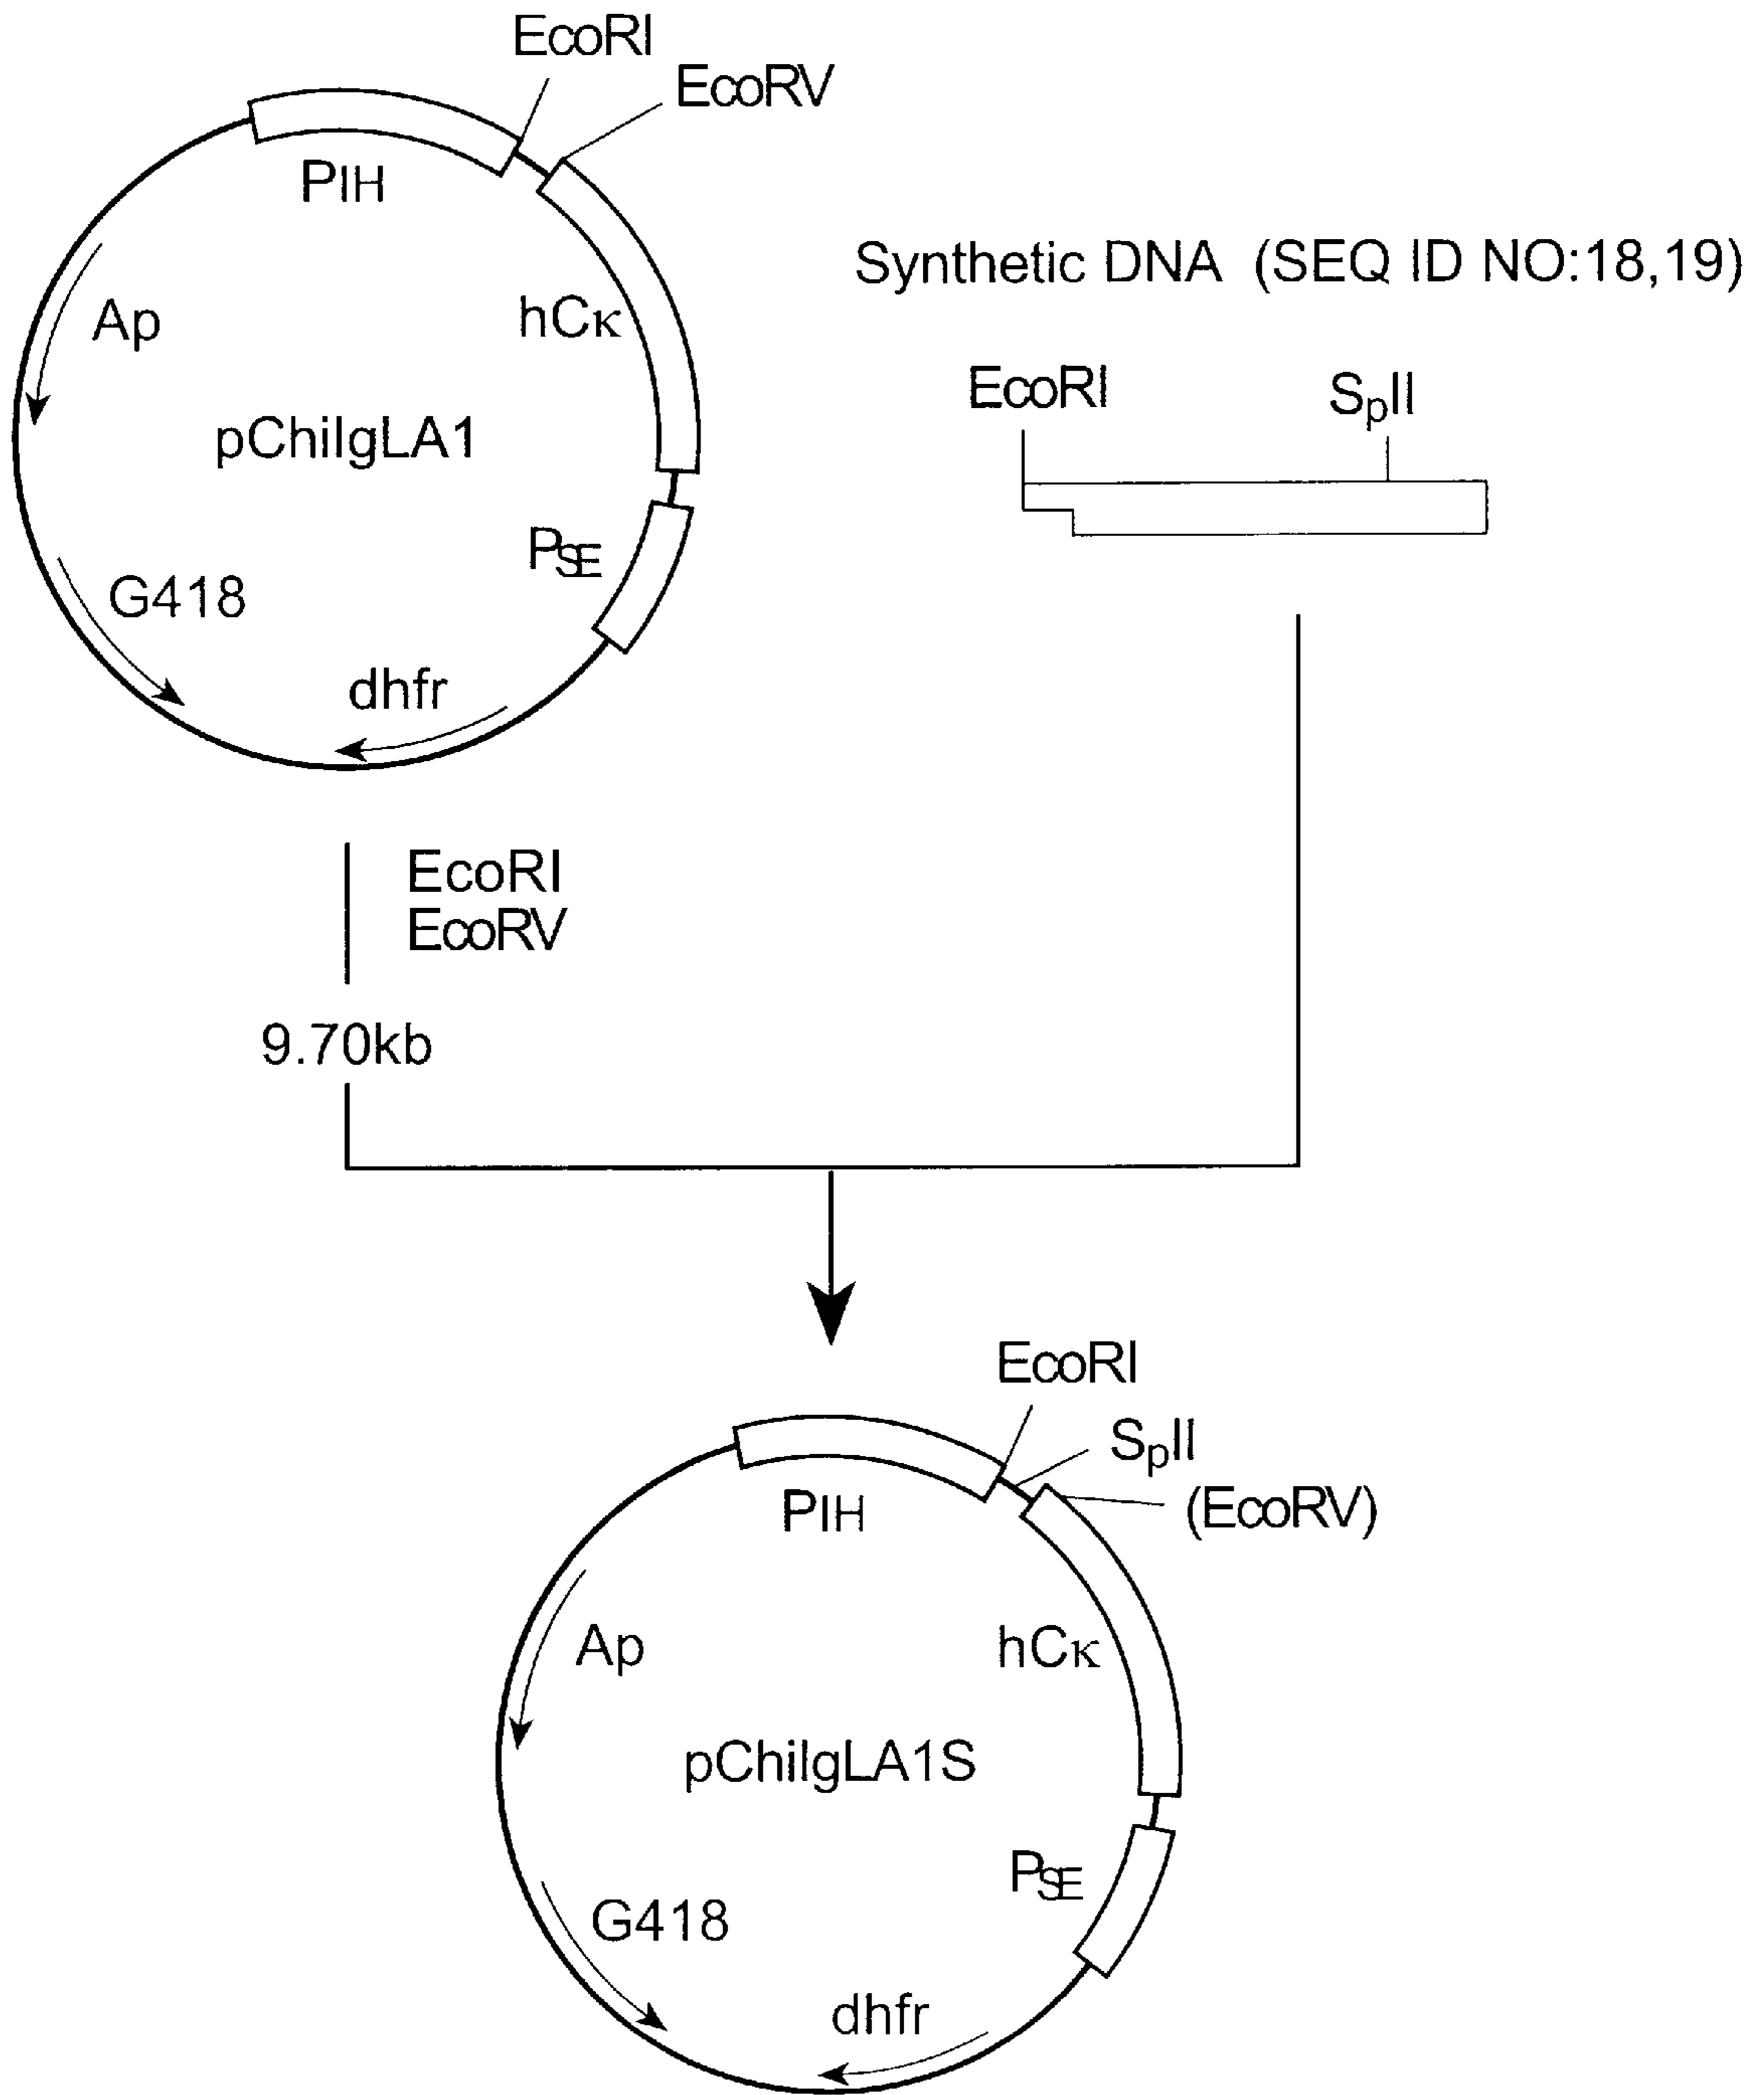 EcoRI
EcoRV
PIH
Synthetic DNA (SEQ ID NO:18,19)
Ap
hCκ
EcoRI
SpII
pChiIgLA1
PSE
G418
dhfr
EcoRI
EcoRV
9.70kb
EcoRI
SpII
(EcoRV)
PIH
Ap
hCκ
pChiIgLA1S
PSE
G418
dhfr